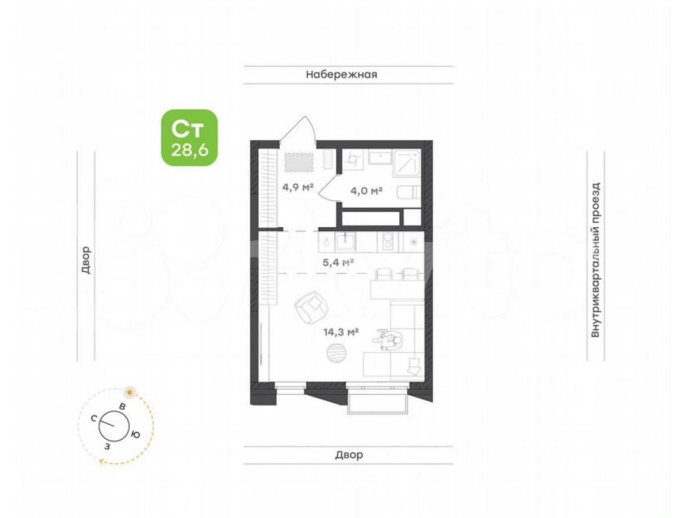 Набережная
Ст
28,6
4,9 м²
4,0 м²
Двор
Внутриквартальный проезд
5,4 м²
14,3 м²
В
С
Ю
З
Двор